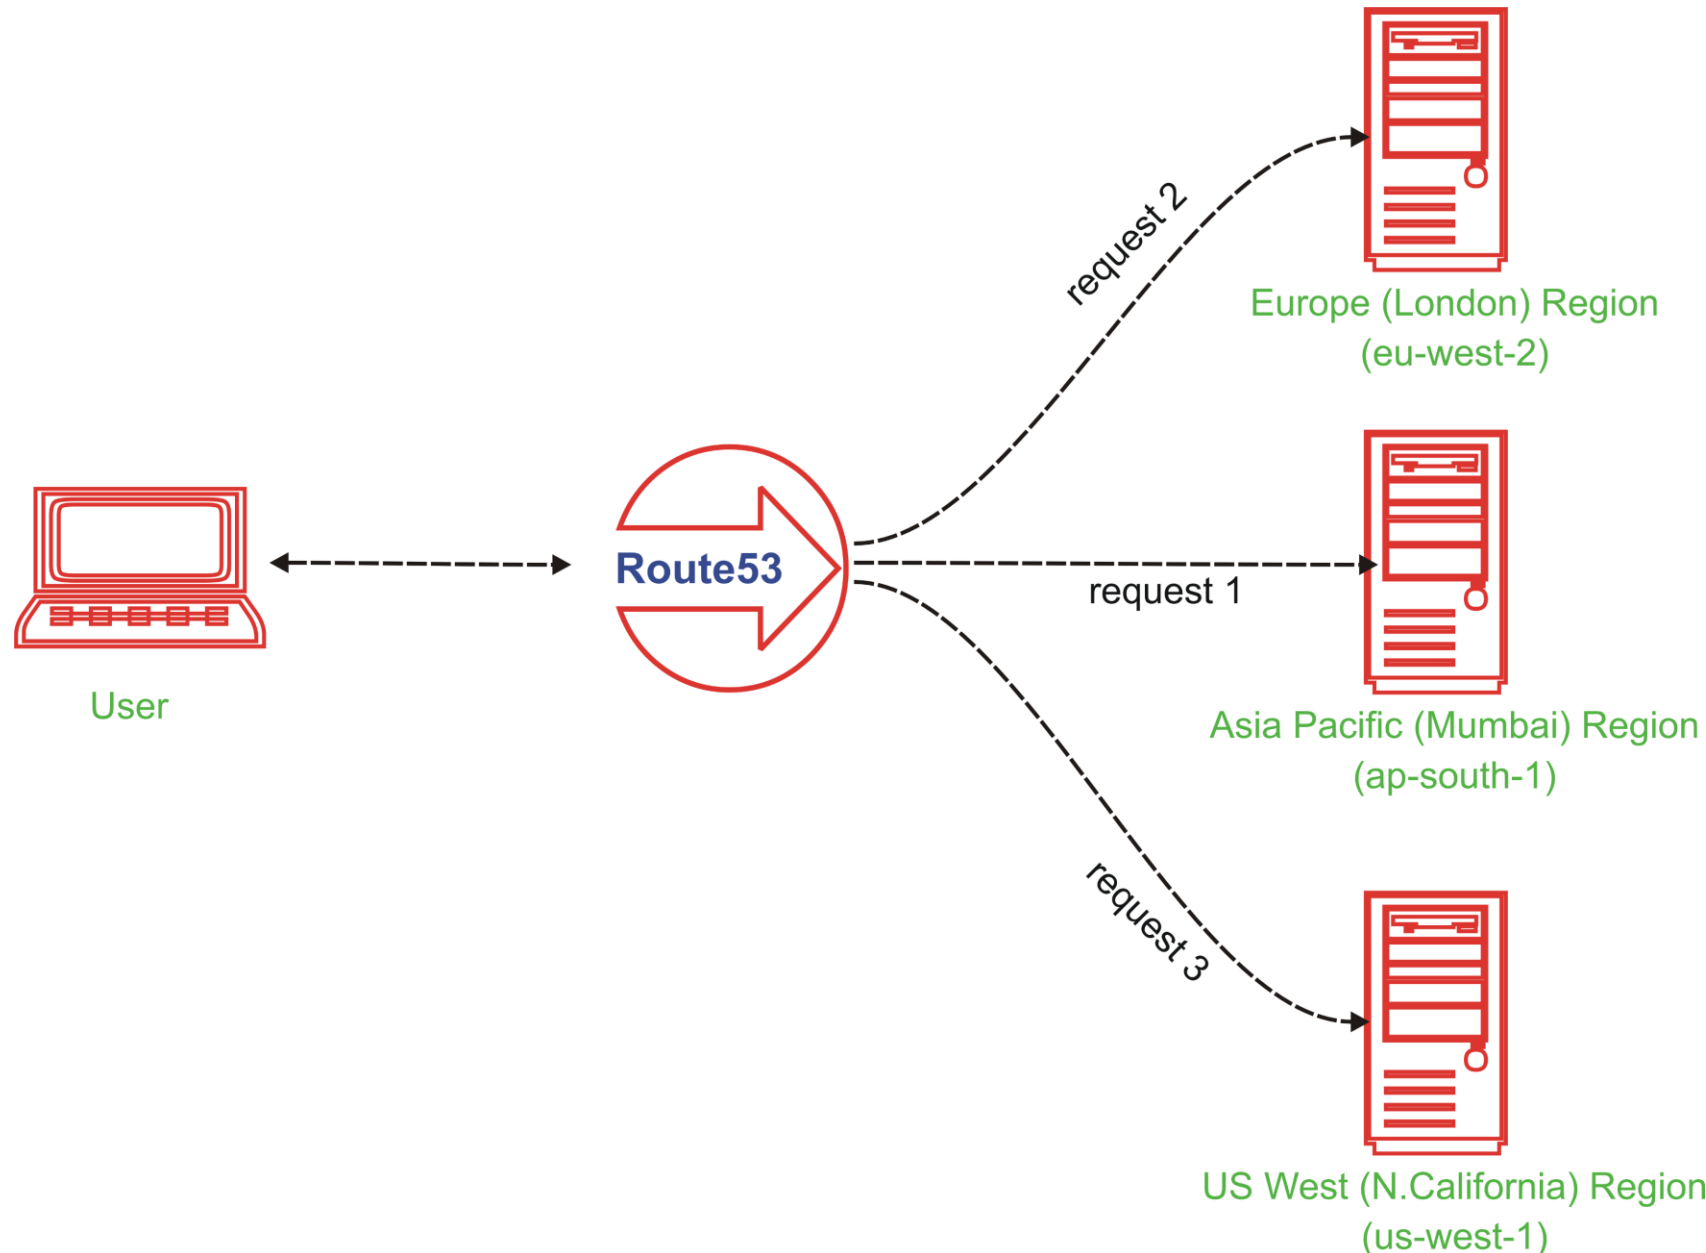 request 2
Europe (London) Region
(eu-west-2)
Route53
request 1
User
Asia Pacific (Mumbai) Region
(ap-south-1)
request 3
US West (N.California) Region
(us-west-1)